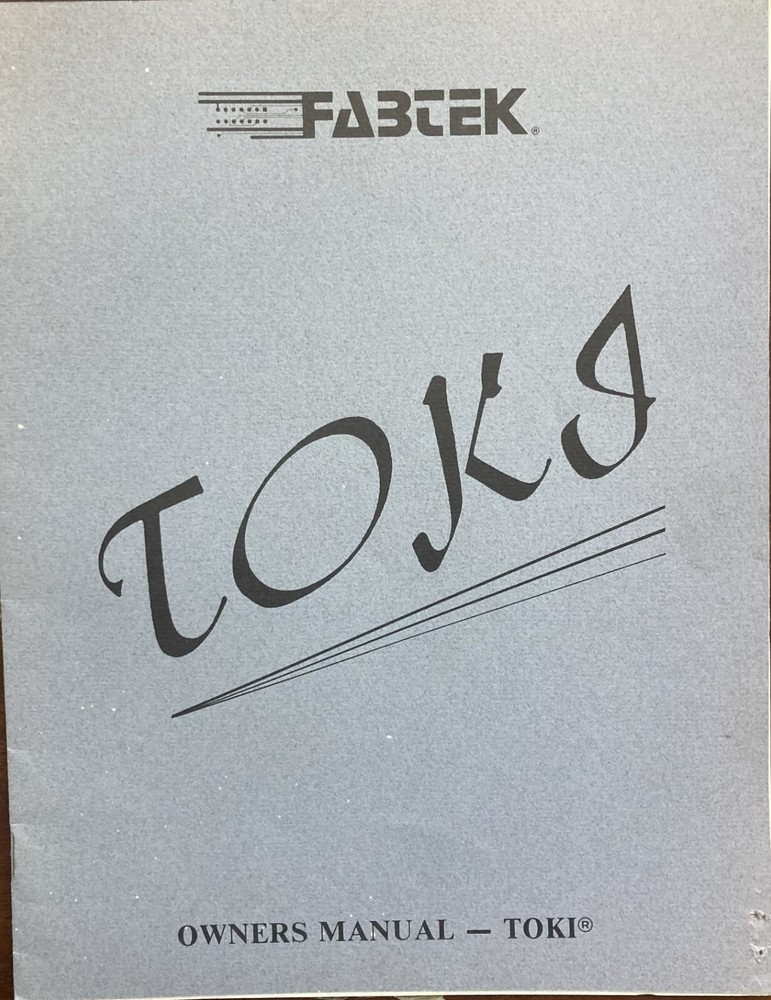 FABTEK®
TOKI
OWNERS MANUAL — TOKI®